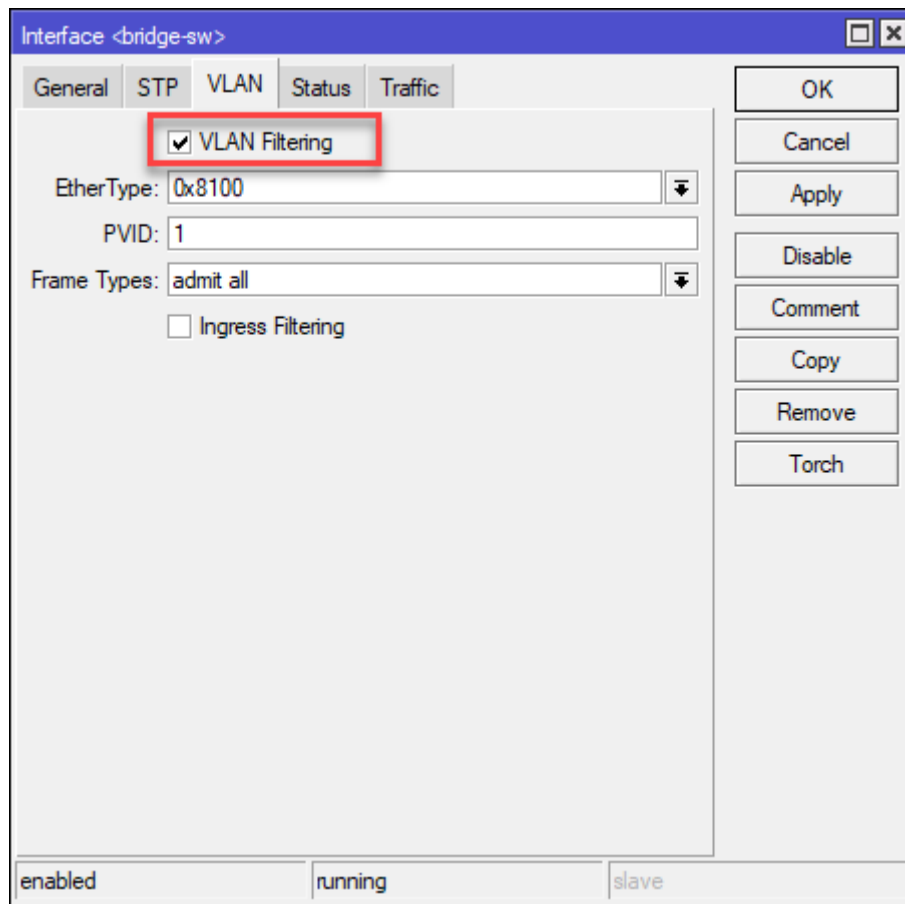 Interface <bridge-sw>
General STP VLAN Status Traffic
VLAN Filtering
EtherType: 0x8100
PVID: 1
Frame Types: admit all
Ingress Filtering
OK
Cancel
Apply
Disable
Comment
Copy
Remove
Torch
enabled running slave